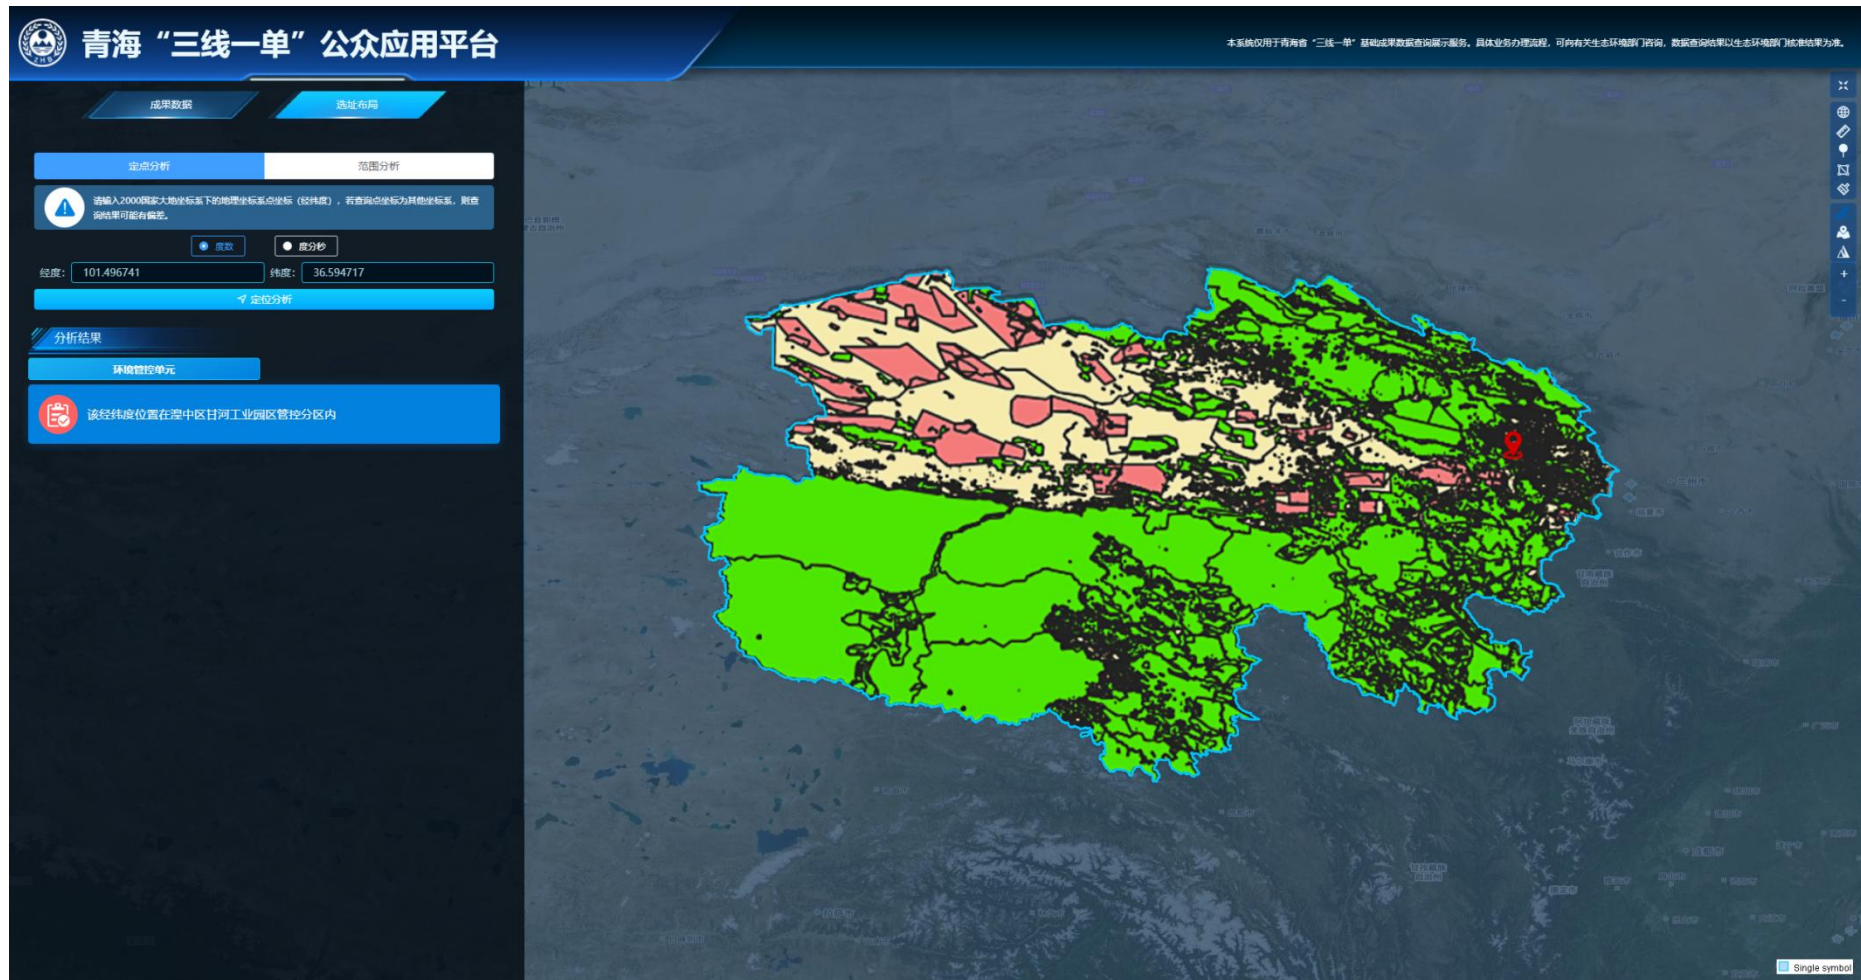 青海“三线一单”公众应用平台
本系统仅用于青海省“三线一单”基础成果数据查询展示服务。具体业务办理流程，可向有关生态环境部门咨询，数据查询结果以生态环境部门核准结果为准。
ZHB
成果数据
选址布局
定点分析
范围分析
请输入2000国家大地坐标系下的地理坐标系点坐标（经纬度），若查询点坐标为其他坐标系，则查
询结果可能有偏差。
度数
度分秒
经度： 101.496741 纬度： 36.594717
定位分析
分析结果
环境管控单元
该经纬度位置在湟中区甘河工业园区管控分区内
+
-
甘南藏族
自治州
Single symbol